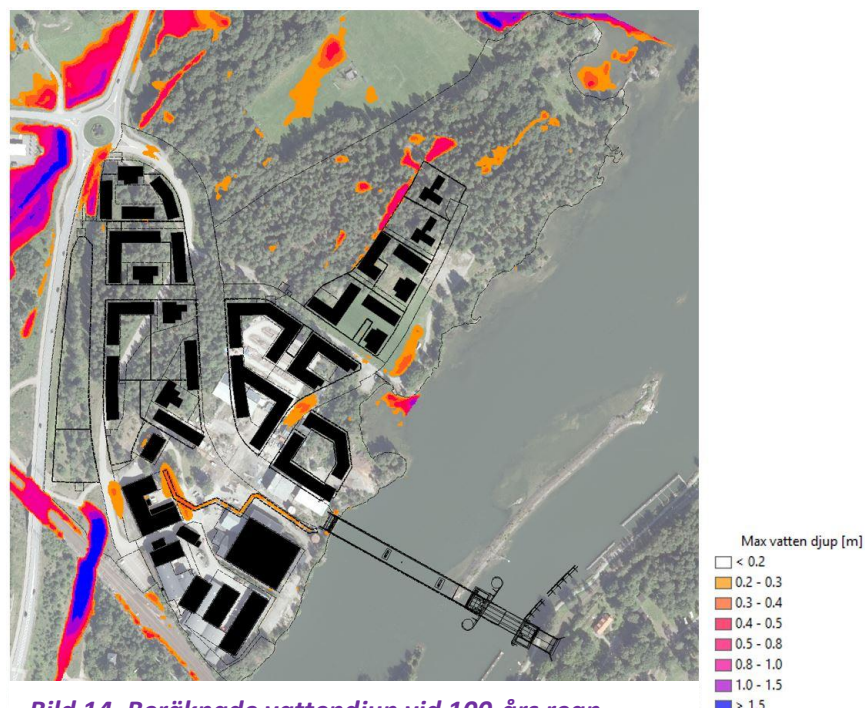 Max vatten djup [m]
< 0.2
0.2 - 0.3
0.3 - 0.4
0.4 - 0.5
0.5 - 0.8
0.8 - 1.0
1.0 - 1.5
> 1.5
Bild 14. Beräknade vattendjup vid 100-års regn